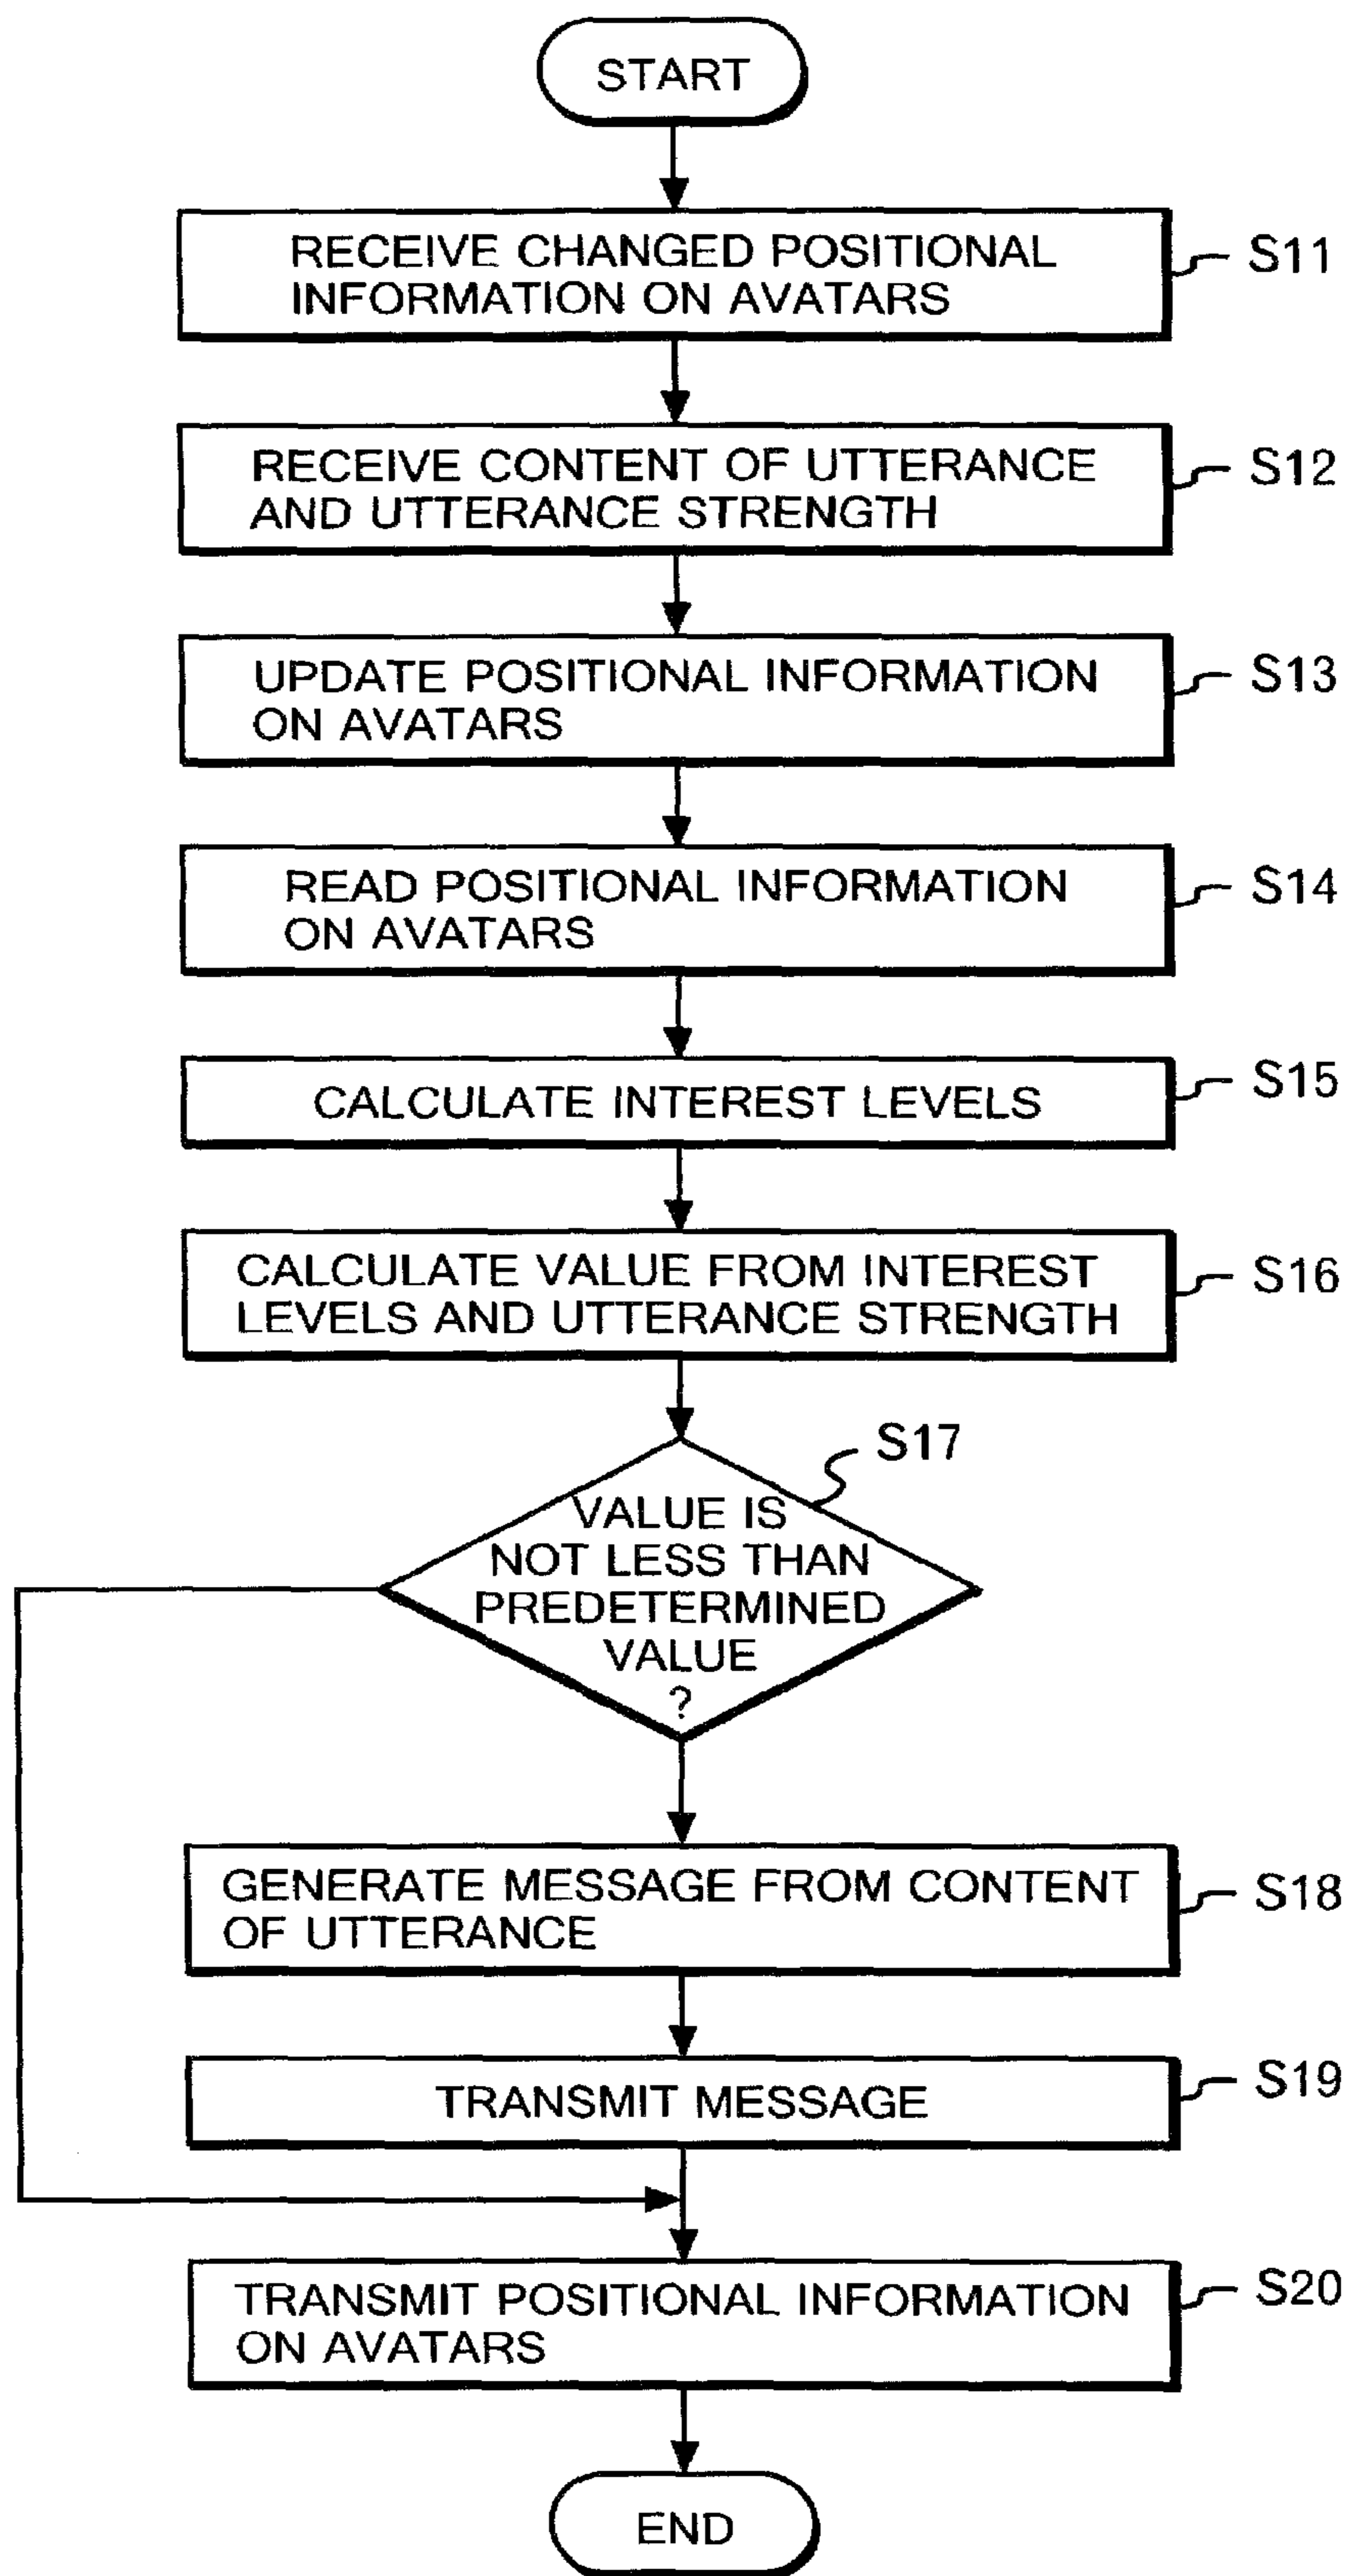 START
RECEIVE CHANGED POSITIONAL
INFORMATION ON AVATARS
S11
RECEIVE CONTENT OF UTTERANCE
AND UTTERANCE STRENGTH
S12
UPDATE POSITIONAL INFORMATION
ON AVATARS
S13
READ POSITIONAL INFORMATION
ON AVATARS
S14
CALCULATE INTEREST LEVELS
S15
CALCULATE VALUE FROM INTEREST
LEVELS AND UTTERANCE STRENGTH
S16
S17
VALUE IS
NOT LESS THAN
PREDETERMINED
VALUE
?
GENERATE MESSAGE FROM CONTENT
OF UTTERANCE
S18
TRANSMIT MESSAGE
S19
TRANSMIT POSITIONAL INFORMATION
ON AVATARS
S20
END